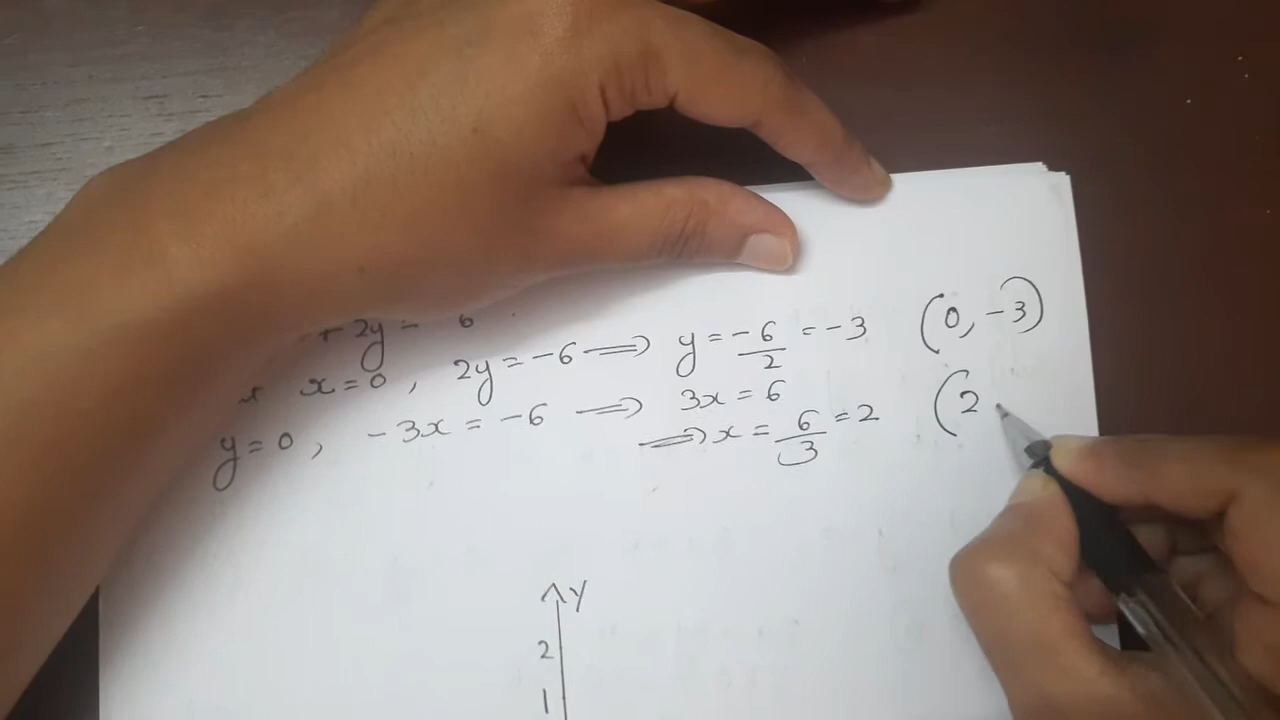 + 2y = 6
x = 0 , 2y = -6 ⟹ y = -6/2 = -3 (0, -3)
y = 0 , -3x = -6 ⟹ 3x = 6
⟹ x = 6/3 = 2 (2
Y
2
1